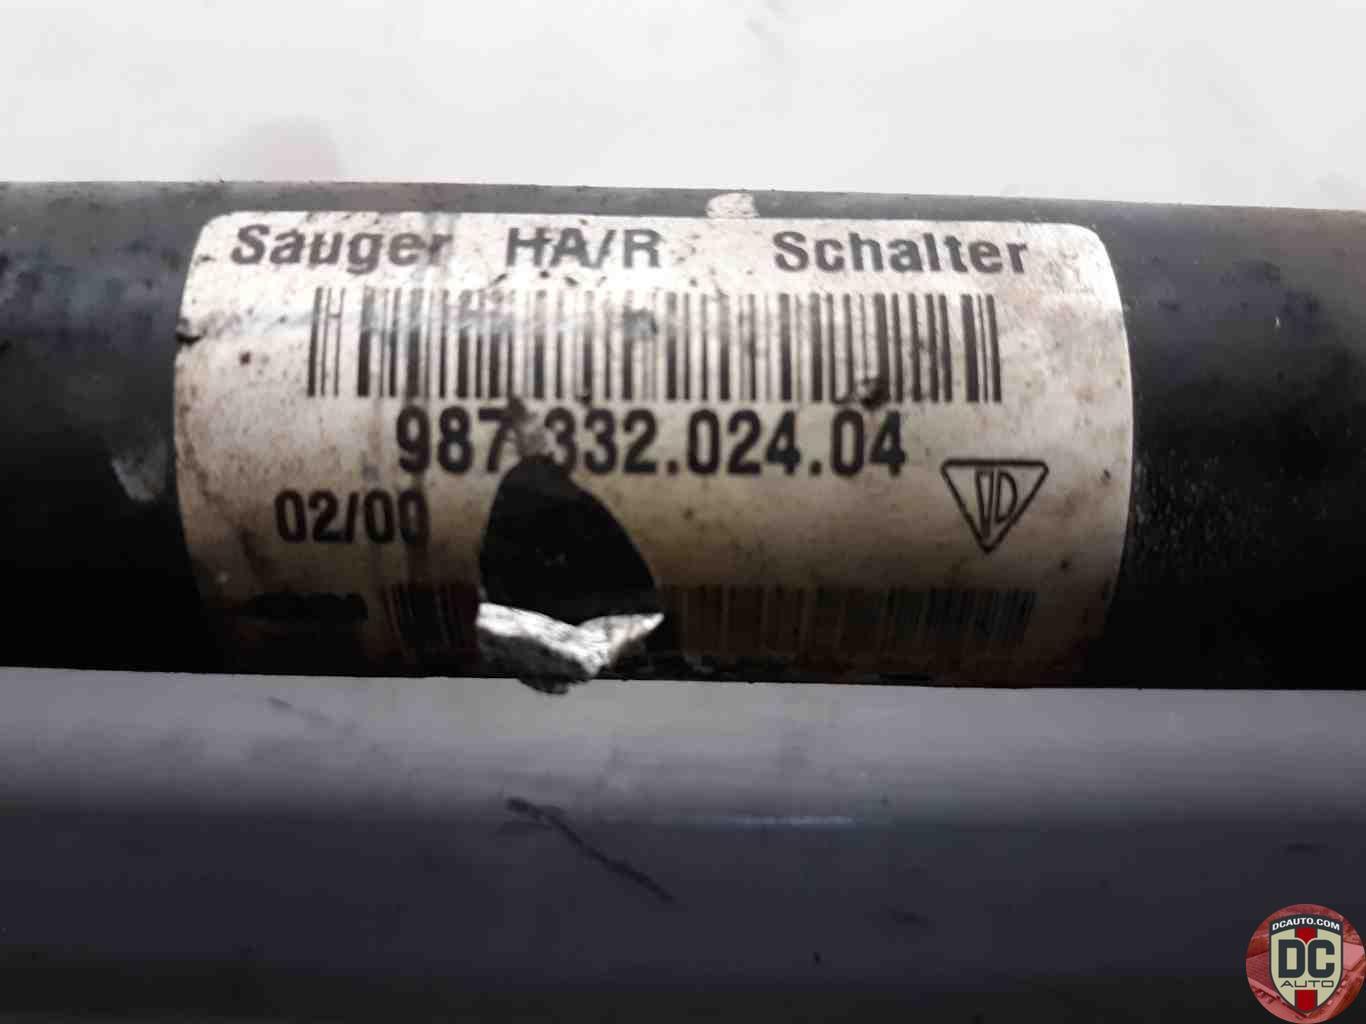 Sauger HA/R Schalter
987.332.024.04
02/00
DCAUTO.COM
DC
AUTO